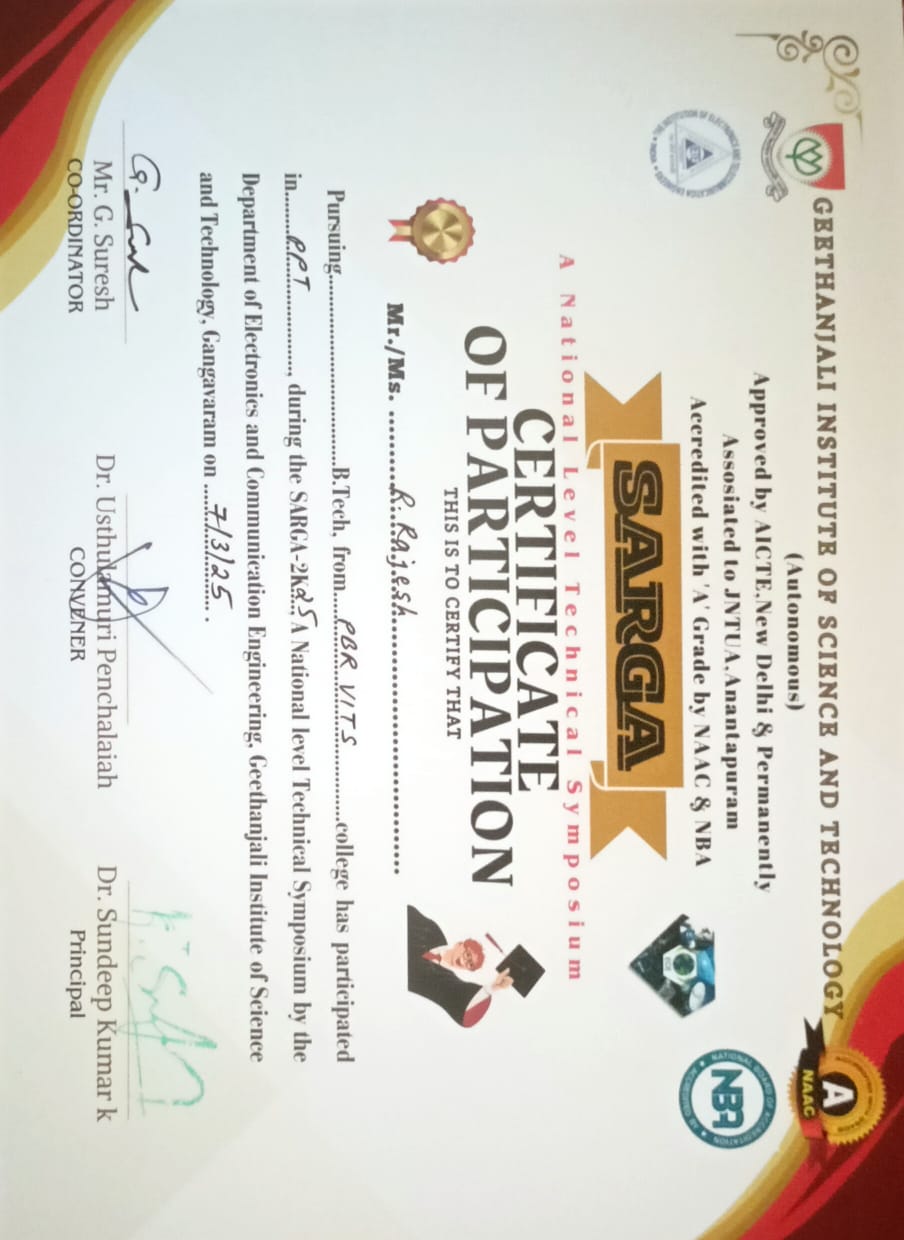 GEETHANJALI INSTITUTE OF SCIENCE AND TECHNOLOGY
(Autonomous)
Approved by AICTE,New Delhi & Permanently
Assosiated to JNTUA,Anantapuram
Accredited with 'A' Grade by NAAC & NBA
A
NAAC
NATIONAL BOARD OF ACCREDITATION
NBA
SARGA
A National Level Technical Symposium
CERTIFICATE
OF PARTICIPATION
THIS IS TO CERTIFY THAT
Mr./Ms. R. Rajesh
Pursuing..............................B.Tech, from PBR VITS college has participated
in PPT, during the SARGA-2K25 A National level Technical Symposium by the
Department of Electronics and Communication Engineering, Geethanjali Institute of Science
and Technology, Gangavaram on 7/3/25.
Mr. G. Suresh Dr. Usthulamuri Penchalaiah Dr. Sundeep Kumar k
CO-ORDINATOR CONVENER Principal